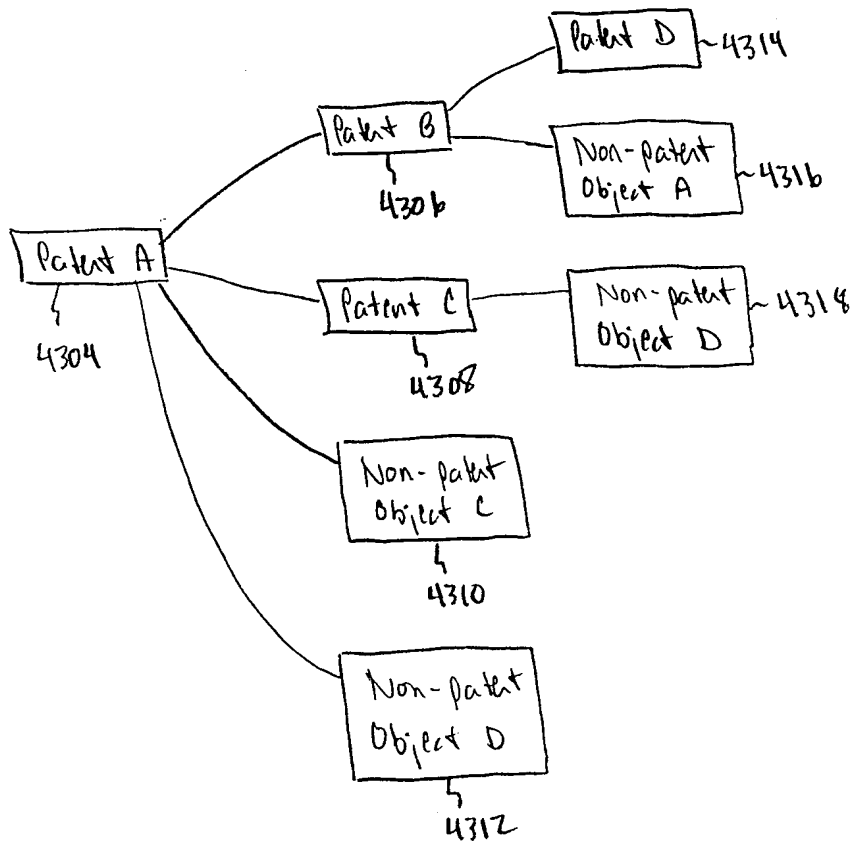 Patent D
4314
Patent B
4306
Non-patent
Object A
4316
Patent A
4304
Patent C
4308
Non-patent
Object D
4318
Non-patent
Object C
4310
Non-patent
Object D
4312